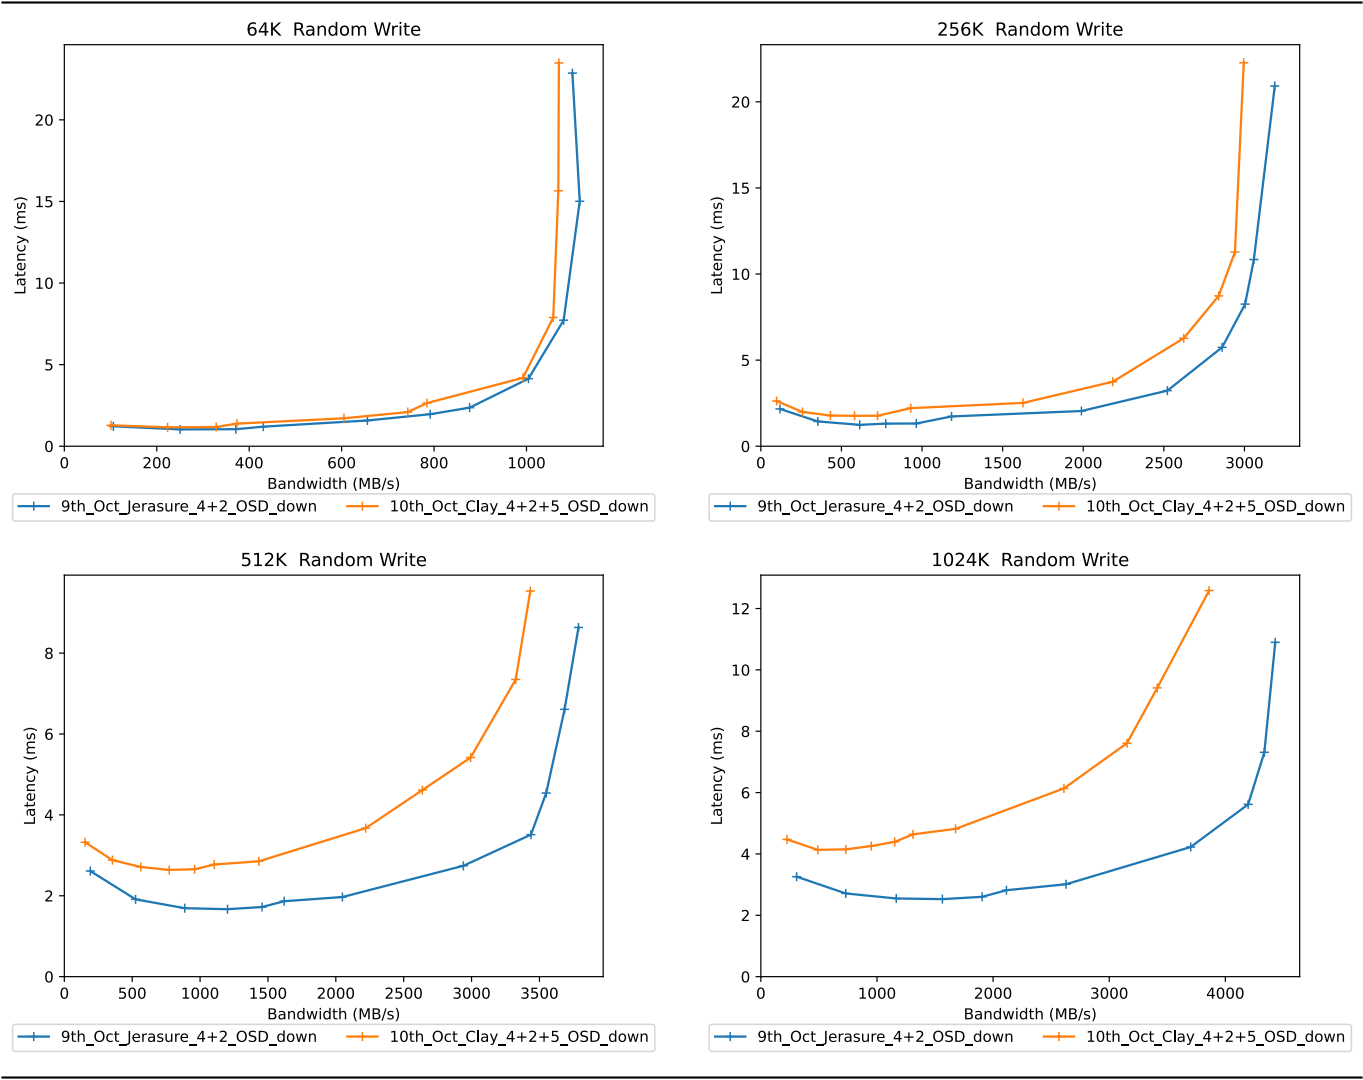 64K  Random Write
Latency (ms)
20
15
10
5
0
0 200 400 600 800 1000
Bandwidth (MB/s)
9th_Oct_Jerasure_4+2_OSD_down 10th_Oct_Clay_4+2+5_OSD_down
256K  Random Write
Latency (ms)
20
15
10
5
0
0 500 1000 1500 2000 2500 3000
Bandwidth (MB/s)
9th_Oct_Jerasure_4+2_OSD_down 10th_Oct_Clay_4+2+5_OSD_down
512K  Random Write
Latency (ms)
8
6
4
2
0
0 500 1000 1500 2000 2500 3000 3500
Bandwidth (MB/s)
9th_Oct_Jerasure_4+2_OSD_down 10th_Oct_Clay_4+2+5_OSD_down
1024K  Random Write
Latency (ms)
12
10
8
6
4
2
0
0 1000 2000 3000 4000
Bandwidth (MB/s)
9th_Oct_Jerasure_4+2_OSD_down 10th_Oct_Clay_4+2+5_OSD_down